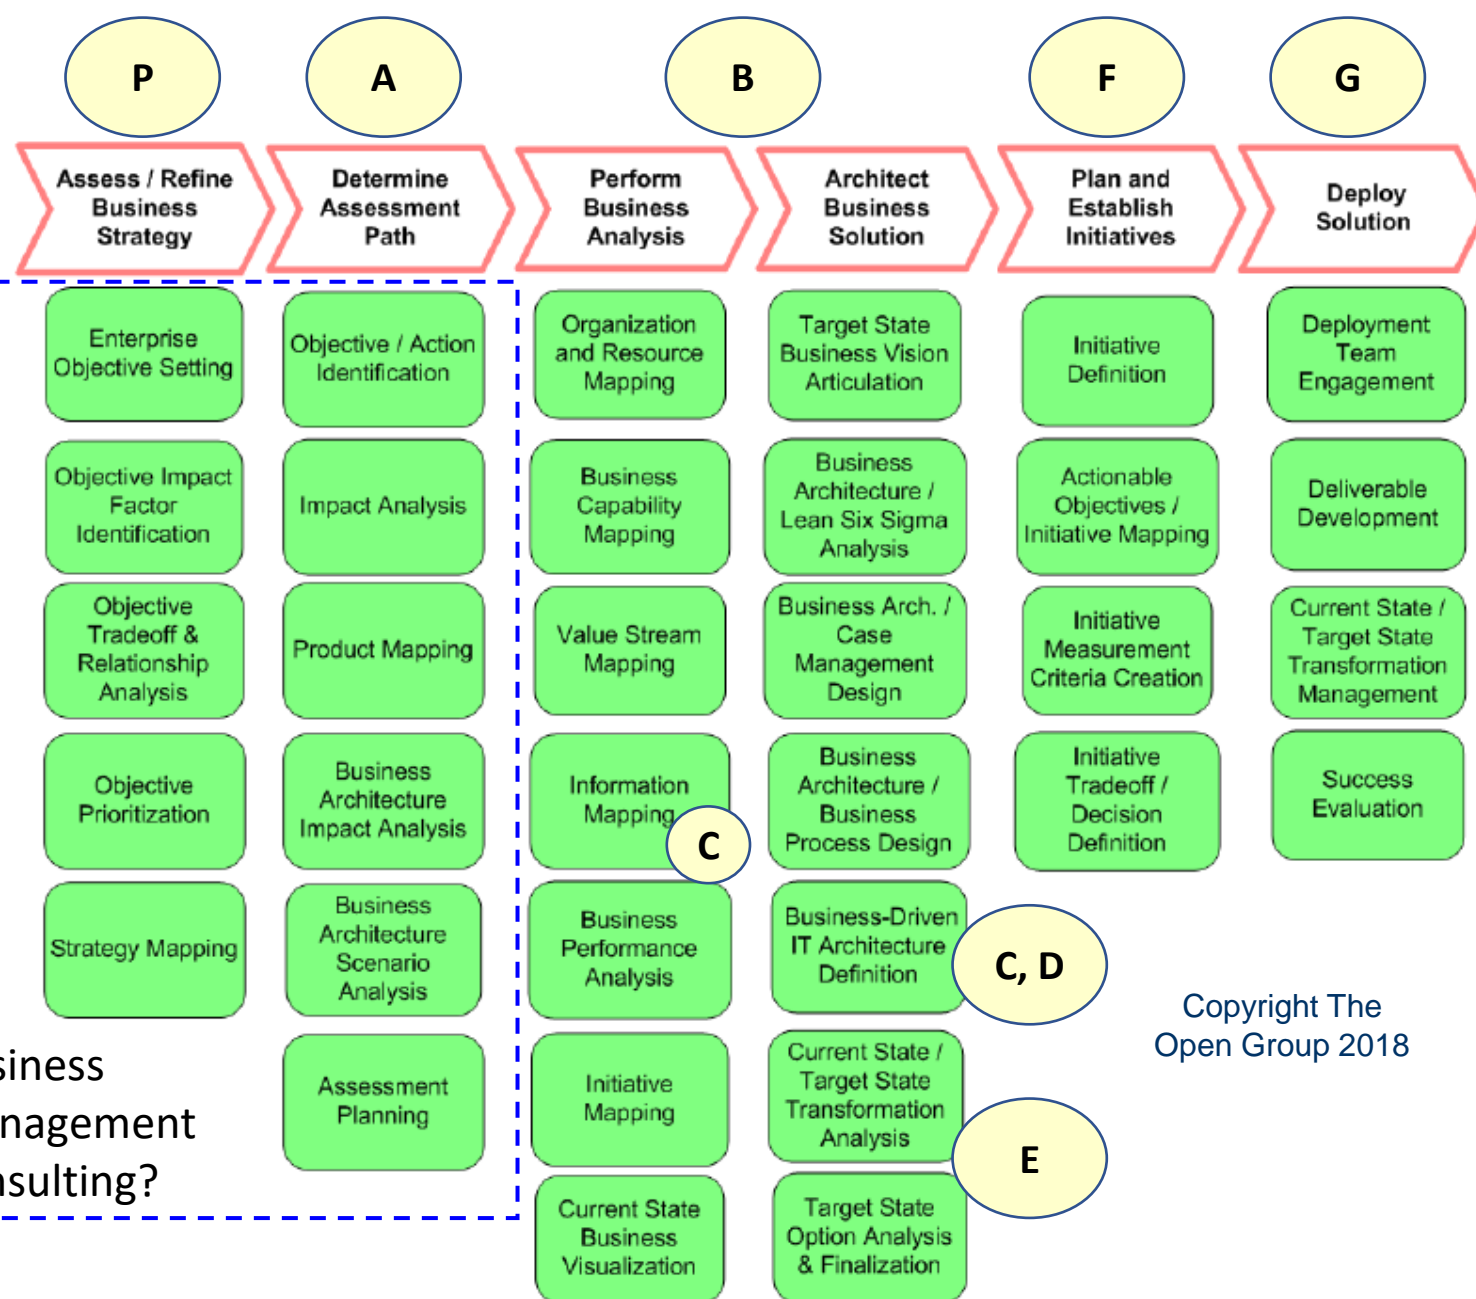 P
A
B
F
G
Assess / Refine
Business
Strategy
Determine
Assessment
Path
Perform
Business
Analysis
Architect
Business
Solution
Plan and
Establish
Initiatives
Deploy
Solution
Enterprise
Objective Setting
Objective Impact
Factor
Identification
Objective
Tradeoff &
Relationship
Analysis
Objective
Prioritization
Strategy Mapping
Objective / Action
Identification
Impact Analysis
Product Mapping
Business
Architecture
Impact Analysis
Business
Architecture
Scenario
Analysis
Assessment
Planning
Organization
and Resource
Mapping
Business
Capability
Mapping
Value Stream
Mapping
Information
Mapping
C
Business
Performance
Analysis
Initiative
Mapping
Current State
Business
Visualization
Target State
Business Vision
Articulation
Business
Architecture /
Lean Six Sigma
Analysis
Business Arch. /
Case
Management
Design
Business
Architecture /
Business
Process Design
Business-Driven
IT Architecture
Definition
C, D
Current State /
Target State
Transformation
Analysis
E
Target State
Option Analysis
& Finalization
Initiative
Definition
Actionable
Objectives /
Initiative Mapping
Initiative
Measurement
Criteria Creation
Initiative
Tradeoff /
Decision
Definition
Deployment
Team
Engagement
Deliverable
Development
Current State /
Target State
Transformation
Management
Success
Evaluation
Copyright The
Open Group 2018
siness
nagement
nsulting?